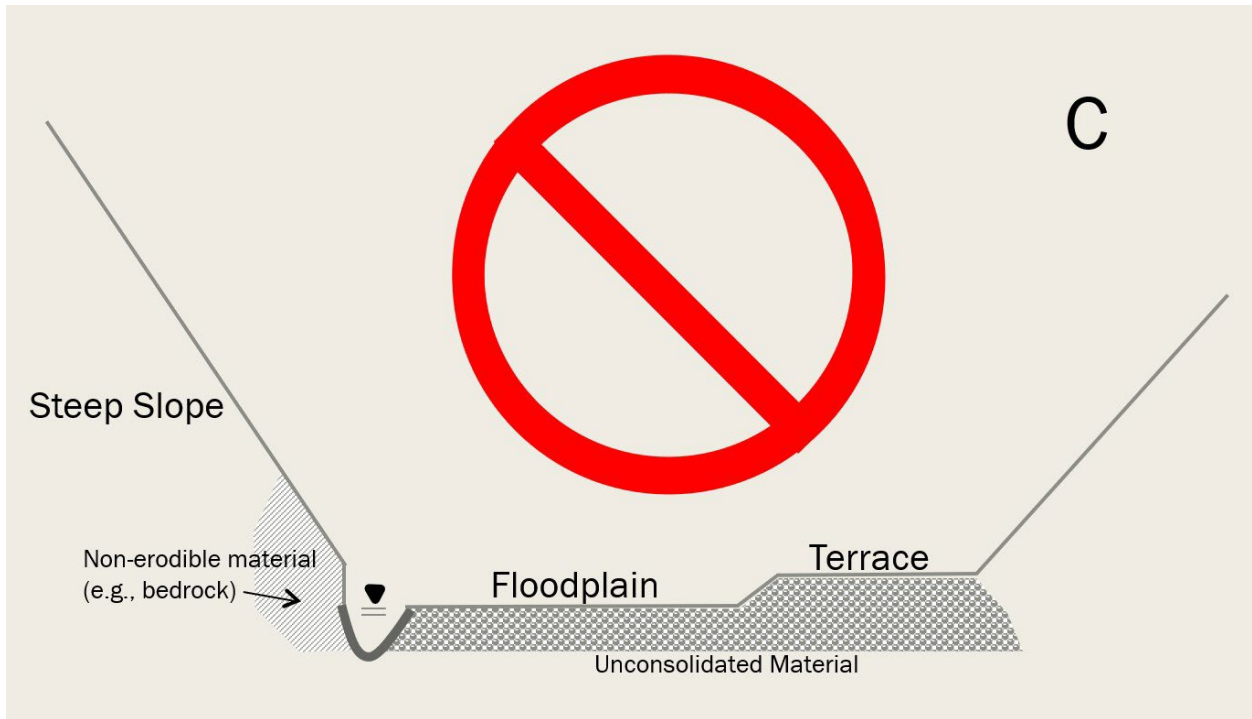 C
Steep Slope
Non-erodible material
(e.g., bedrock)
Floodplain
Terrace
Unconsolidated Material